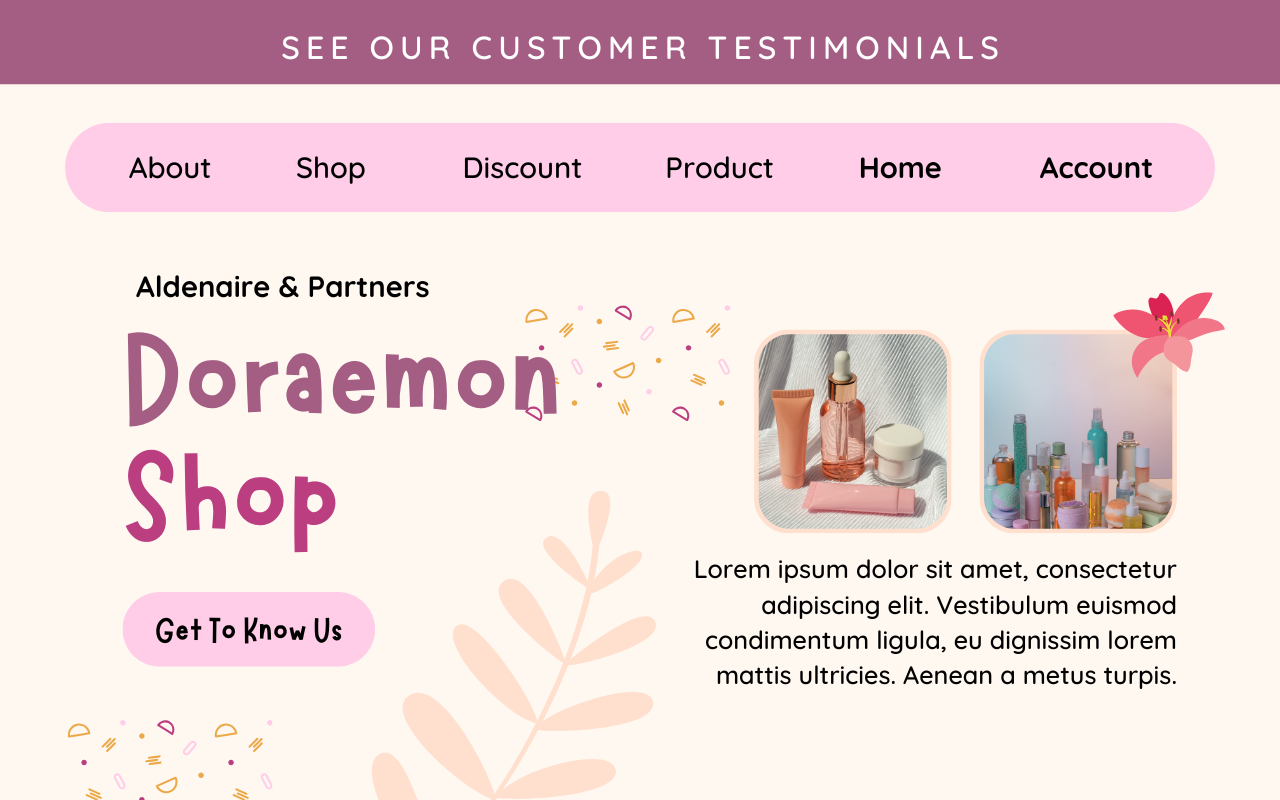 SEE OUR CUSTOMER TESTIMONIALS
About Shop Discount Product Home Account
Aldenaire & Partners
Doraemon
Shop
Get To Know Us
Lorem ipsum dolor sit amet, consectetur
adipiscing elit. Vestibulum euismod
condimentum ligula, eu dignissim lorem
mattis ultricies. Aenean a metus turpis.